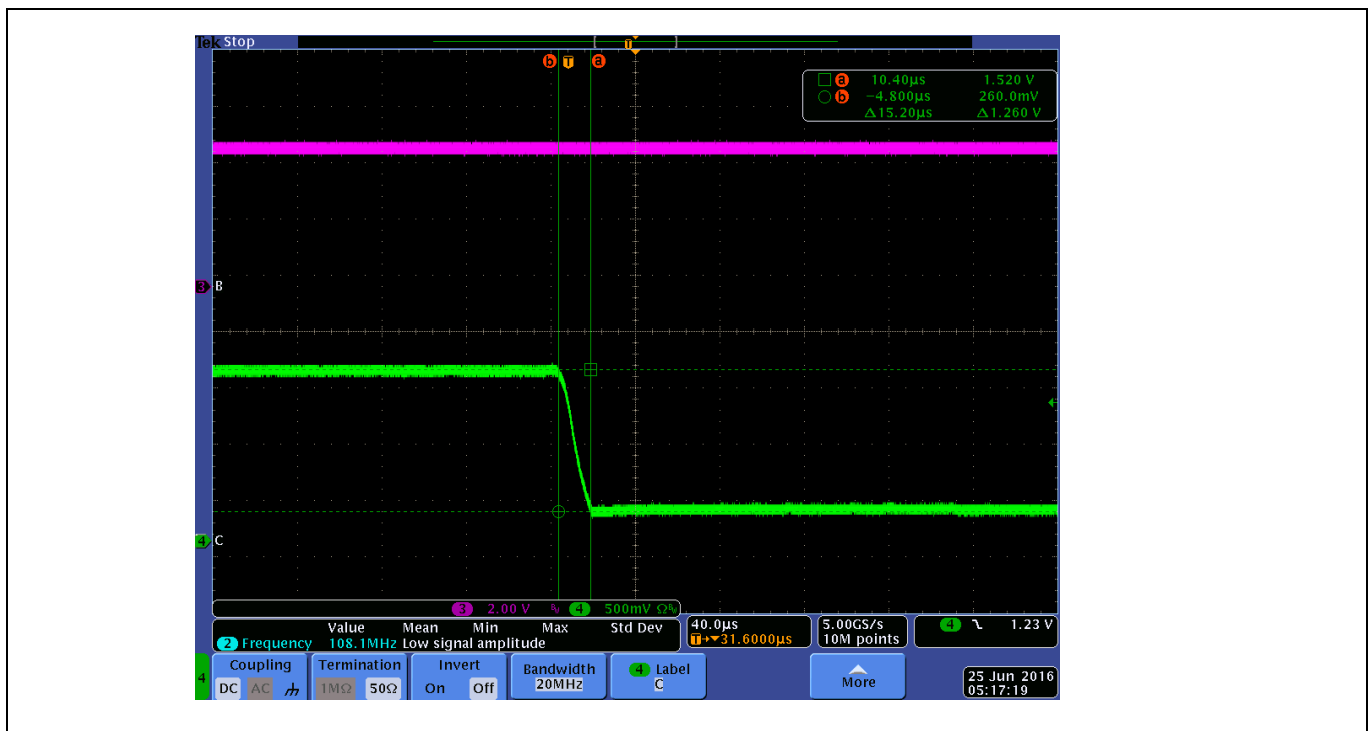 Tek Stop
T
b T a
a 10.40µs 1.520 V
b −4.800µs 260.0mV
Δ15.20µs Δ1.260 V
3 B
4 C
3 2.00 V BW 4 500mV ΩBW
Value Mean Min Max Std Dev
2 Frequency 108.1MHz Low signal amplitude
40.0µs
T→▼31.6000µs
5.00GS/s
10M points
4 1.23 V
4
Coupling
DC AC
Termination
1MΩ 50Ω
Invert
On Off
Bandwidth
20MHz
4 Label
C
More
25 Jun 2016
05:17:19